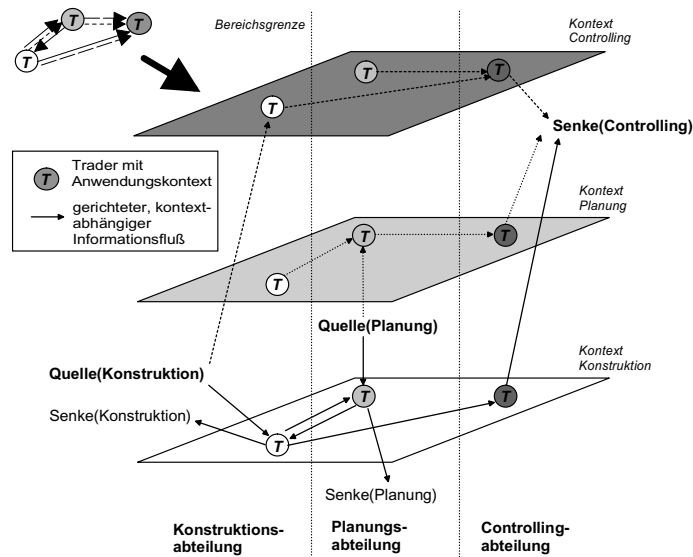 T
T
T
Bereichsgrenze
Kontext
Controlling
T
T
T
Senke(Controlling)
T
Trader mit
Anwendungskontext
gerichteter, kontext-
abhängiger
Informationsfluß
Kontext
Planung
T
T
T
Quelle(Planung)
Quelle(Konstruktion)
Kontext
Konstruktion
Senke(Konstruktion)
T
T
T
Senke(Planung)
Konstruktions-
abteilung
Planungs-
abteilung
Controlling-
abteilung